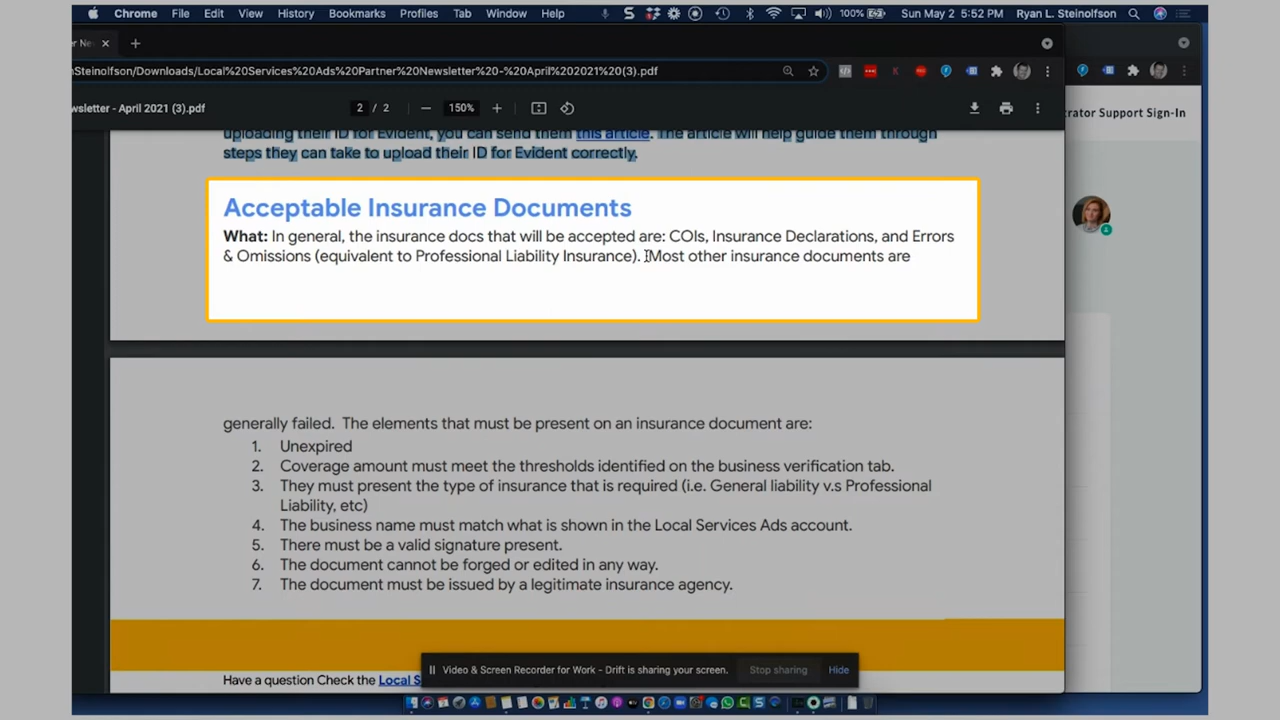 Chrome File Edit View History Bookmarks Profiles Tab Window Help 100% Sun May 2 5:52 PM Ryan L. Steinolfson
Steinolfson/Downloads/Local%20Services%20Ads%20Partner%20Newsletter%20-%20April%202021%20(3).pdf
wsletter - April 2021 (3).pdf 2 / 2 150%
rator Support Sign-In
uploading their ID for Evident, you can send them this article. The article will help guide them through
steps they can take to upload their ID for Evident correctly.
Acceptable Insurance Documents
What: In general, the insurance docs that will be accepted are: COIs, Insurance Declarations, and Errors
& Omissions (equivalent to Professional Liability Insurance). Most other insurance documents are
generally failed. The elements that must be present on an insurance document are:
1. Unexpired
2. Coverage amount must meet the thresholds identified on the business verification tab.
3. They must present the type of insurance that is required (i.e. General liability v.s Professional
Liability, etc)
4. The business name must match what is shown in the Local Services Ads account.
5. There must be a valid signature present.
6. The document cannot be forged or edited in any way.
7. The document must be issued by a legitimate insurance agency.
Video & Screen Recorder for Work - Drift is sharing your screen. Stop sharing Hide
Have a question Check the Local S